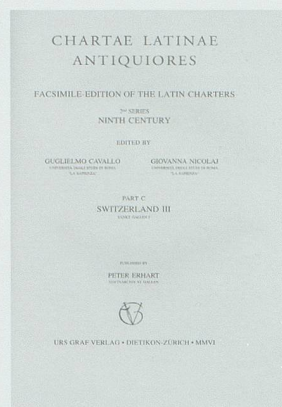 CHARTAE LATINAE
ANTIQUIORES
FACSIMILE-EDITION OF THE LATIN CHARTERS
2nd SERIES
NINTH CENTURY
EDITED BY
GUGLIELMO CAVALLO GIOVANNA NICOLAJ
PART C
SWITZERLAND III
PUBLISHED BY
PETER ERHART
URS GRAF VERLAG • DIETIKON-ZÜRICH • MMVI